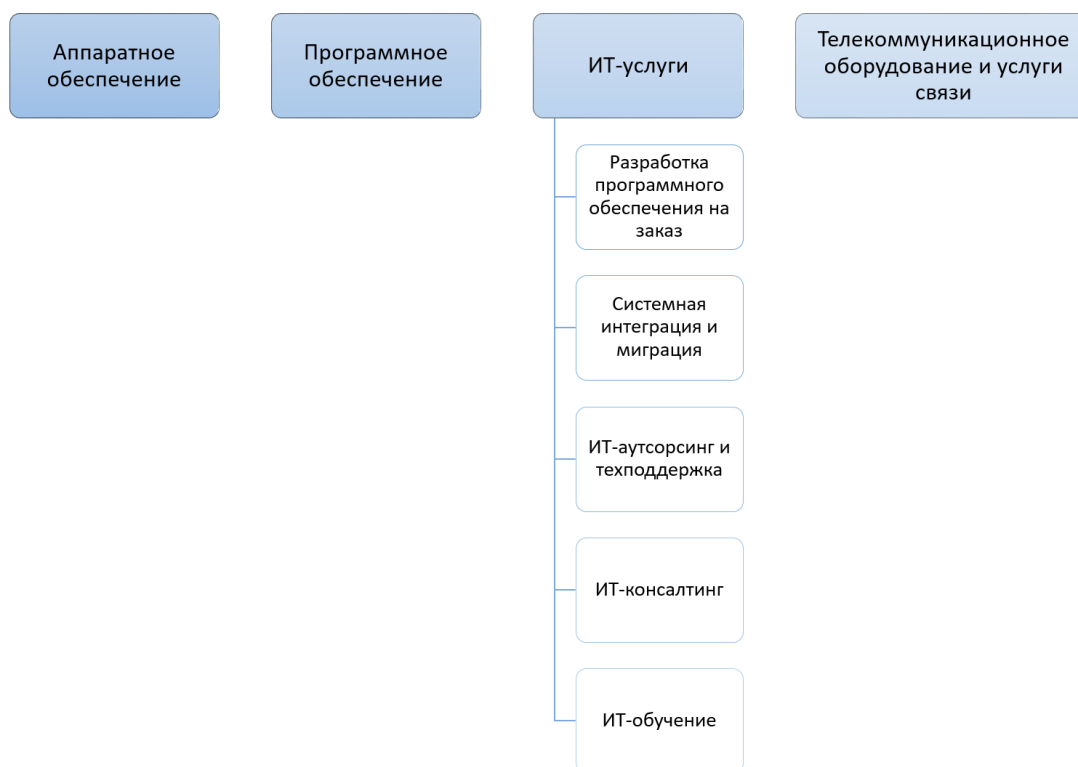 Аппаратное
обеспечение
Программное
обеспечение
ИТ-услуги
Телекоммуникационное
оборудование и услуги
связи
Разработка
программного
обеспечения на
заказ
Системная
интеграция и
миграция
ИТ-аутсорсинг и
техподдержка
ИТ-консалтинг
ИТ-обучение